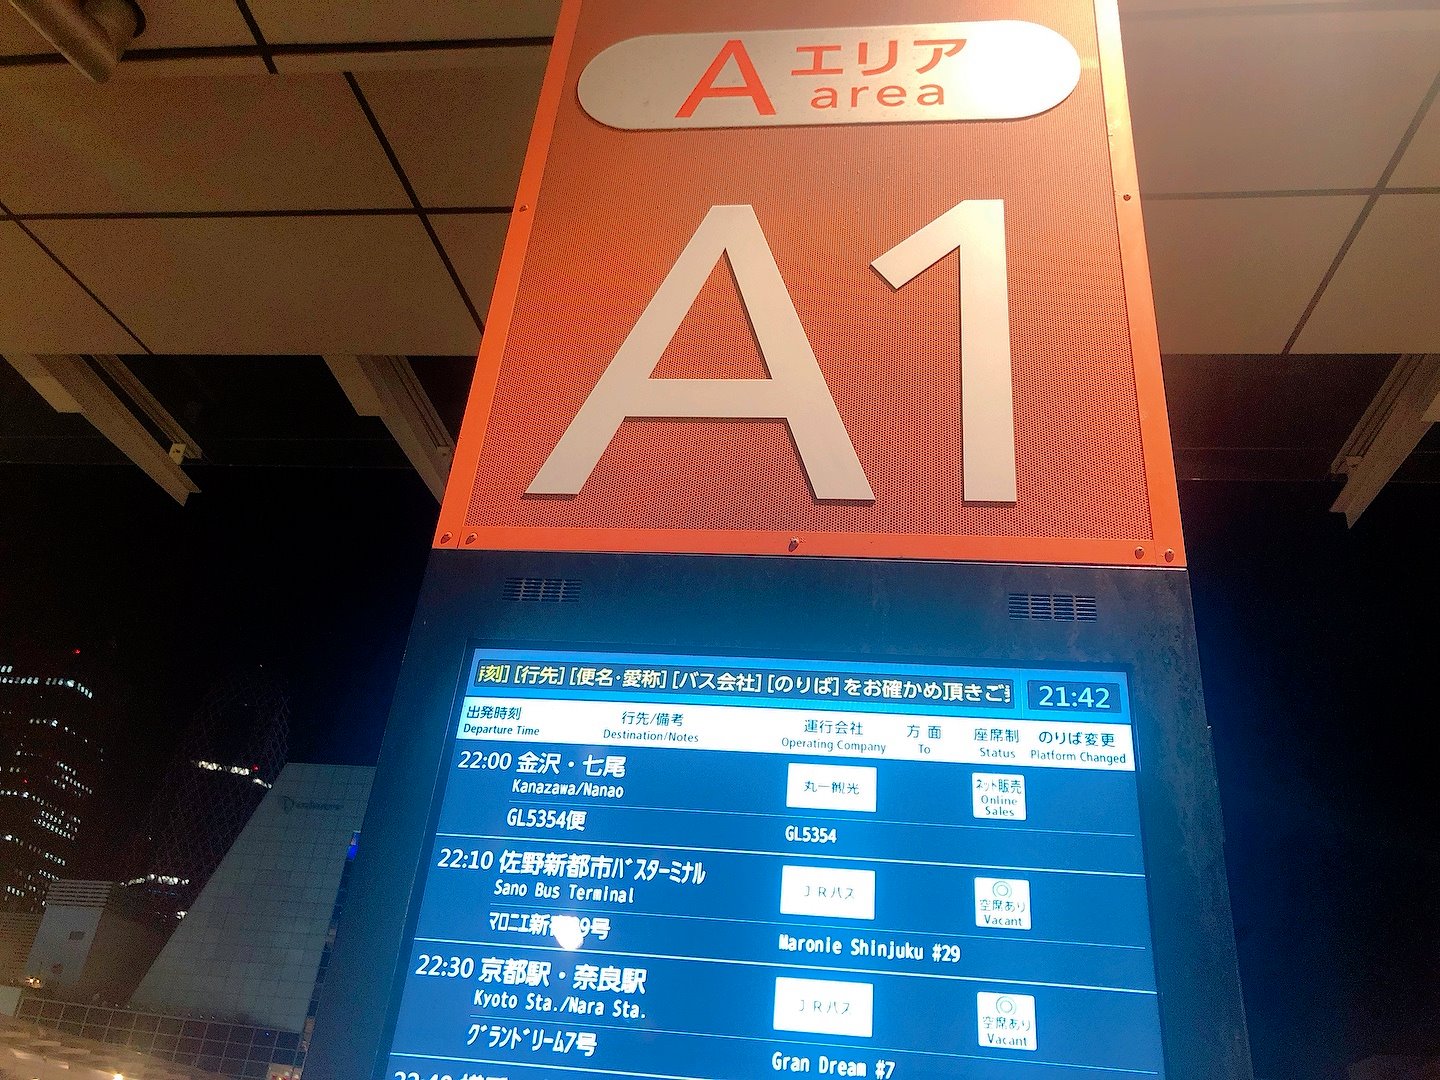 A エリア
area
A1
刻] [行先] [便名・愛称] [バス会社] [のりば] をお確かめ頂きご
21:42
出発時刻 行先/備考 運行会社 方面 座席制 のりば変更
Departure Time Destination/Notes Operating Company To Status Platform Changed
22:00 金沢・七尾 丸一観光 ネット販売
Kanazawa/Nanao Online Sales
GL5354便 GL5354
22:10 佐野新都市バスターミナル JRバス 空席あり
Sano Bus Terminal Vacant
マロニエ新 9号 Maronie Shinjuku #29
22:30 京都駅・奈良駅 JRバス 空席あり
Kyoto Sta./Nara Sta. Vacant
グランドリーム7号 Gran Dream #7